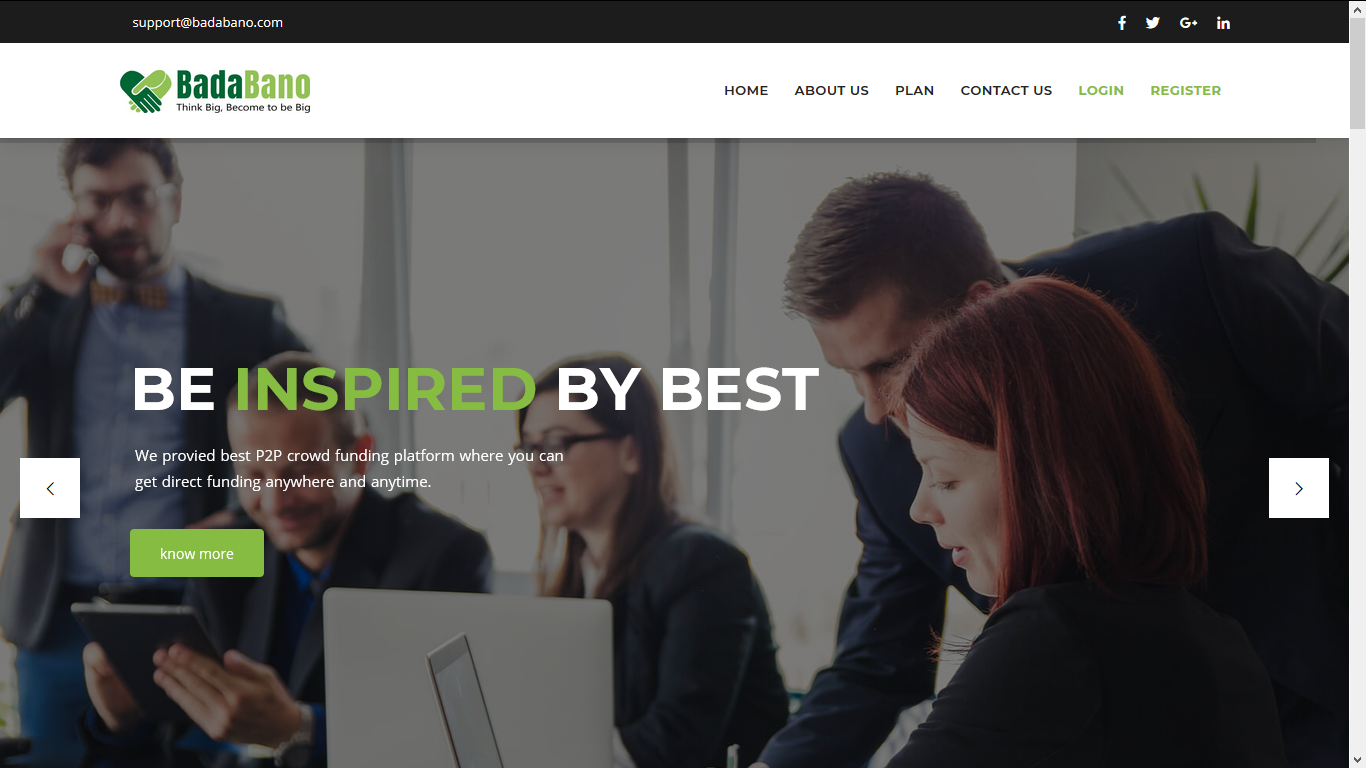 support@badabano.com
BadaBano
Think Big, Become to be Big
HOME ABOUT US PLAN CONTACT US LOGIN REGISTER
BE INSPIRED BY BEST
We provied best P2P crowd funding platform where you can
get direct funding anywhere and anytime.
know more